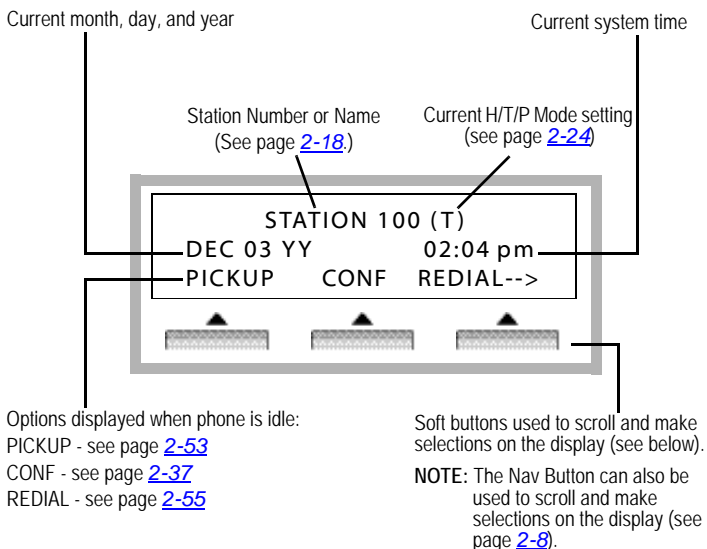 Current month, day, and year
Current system time
Station Number or Name
(See page 2-18.)
Current H/T/P Mode setting
(see page 2-24)
STATION 100 (T)
DEC 03 YY 02:04 pm
PICKUP CONF REDIAL-->
Options displayed when phone is idle:
PICKUP - see page 2-53
CONF - see page 2-37
REDIAL - see page 2-55
Soft buttons used to scroll and make
selections on the display (see below).
NOTE: The Nav Button can also be
used to scroll and make
selections on the display (see
page 2-8).